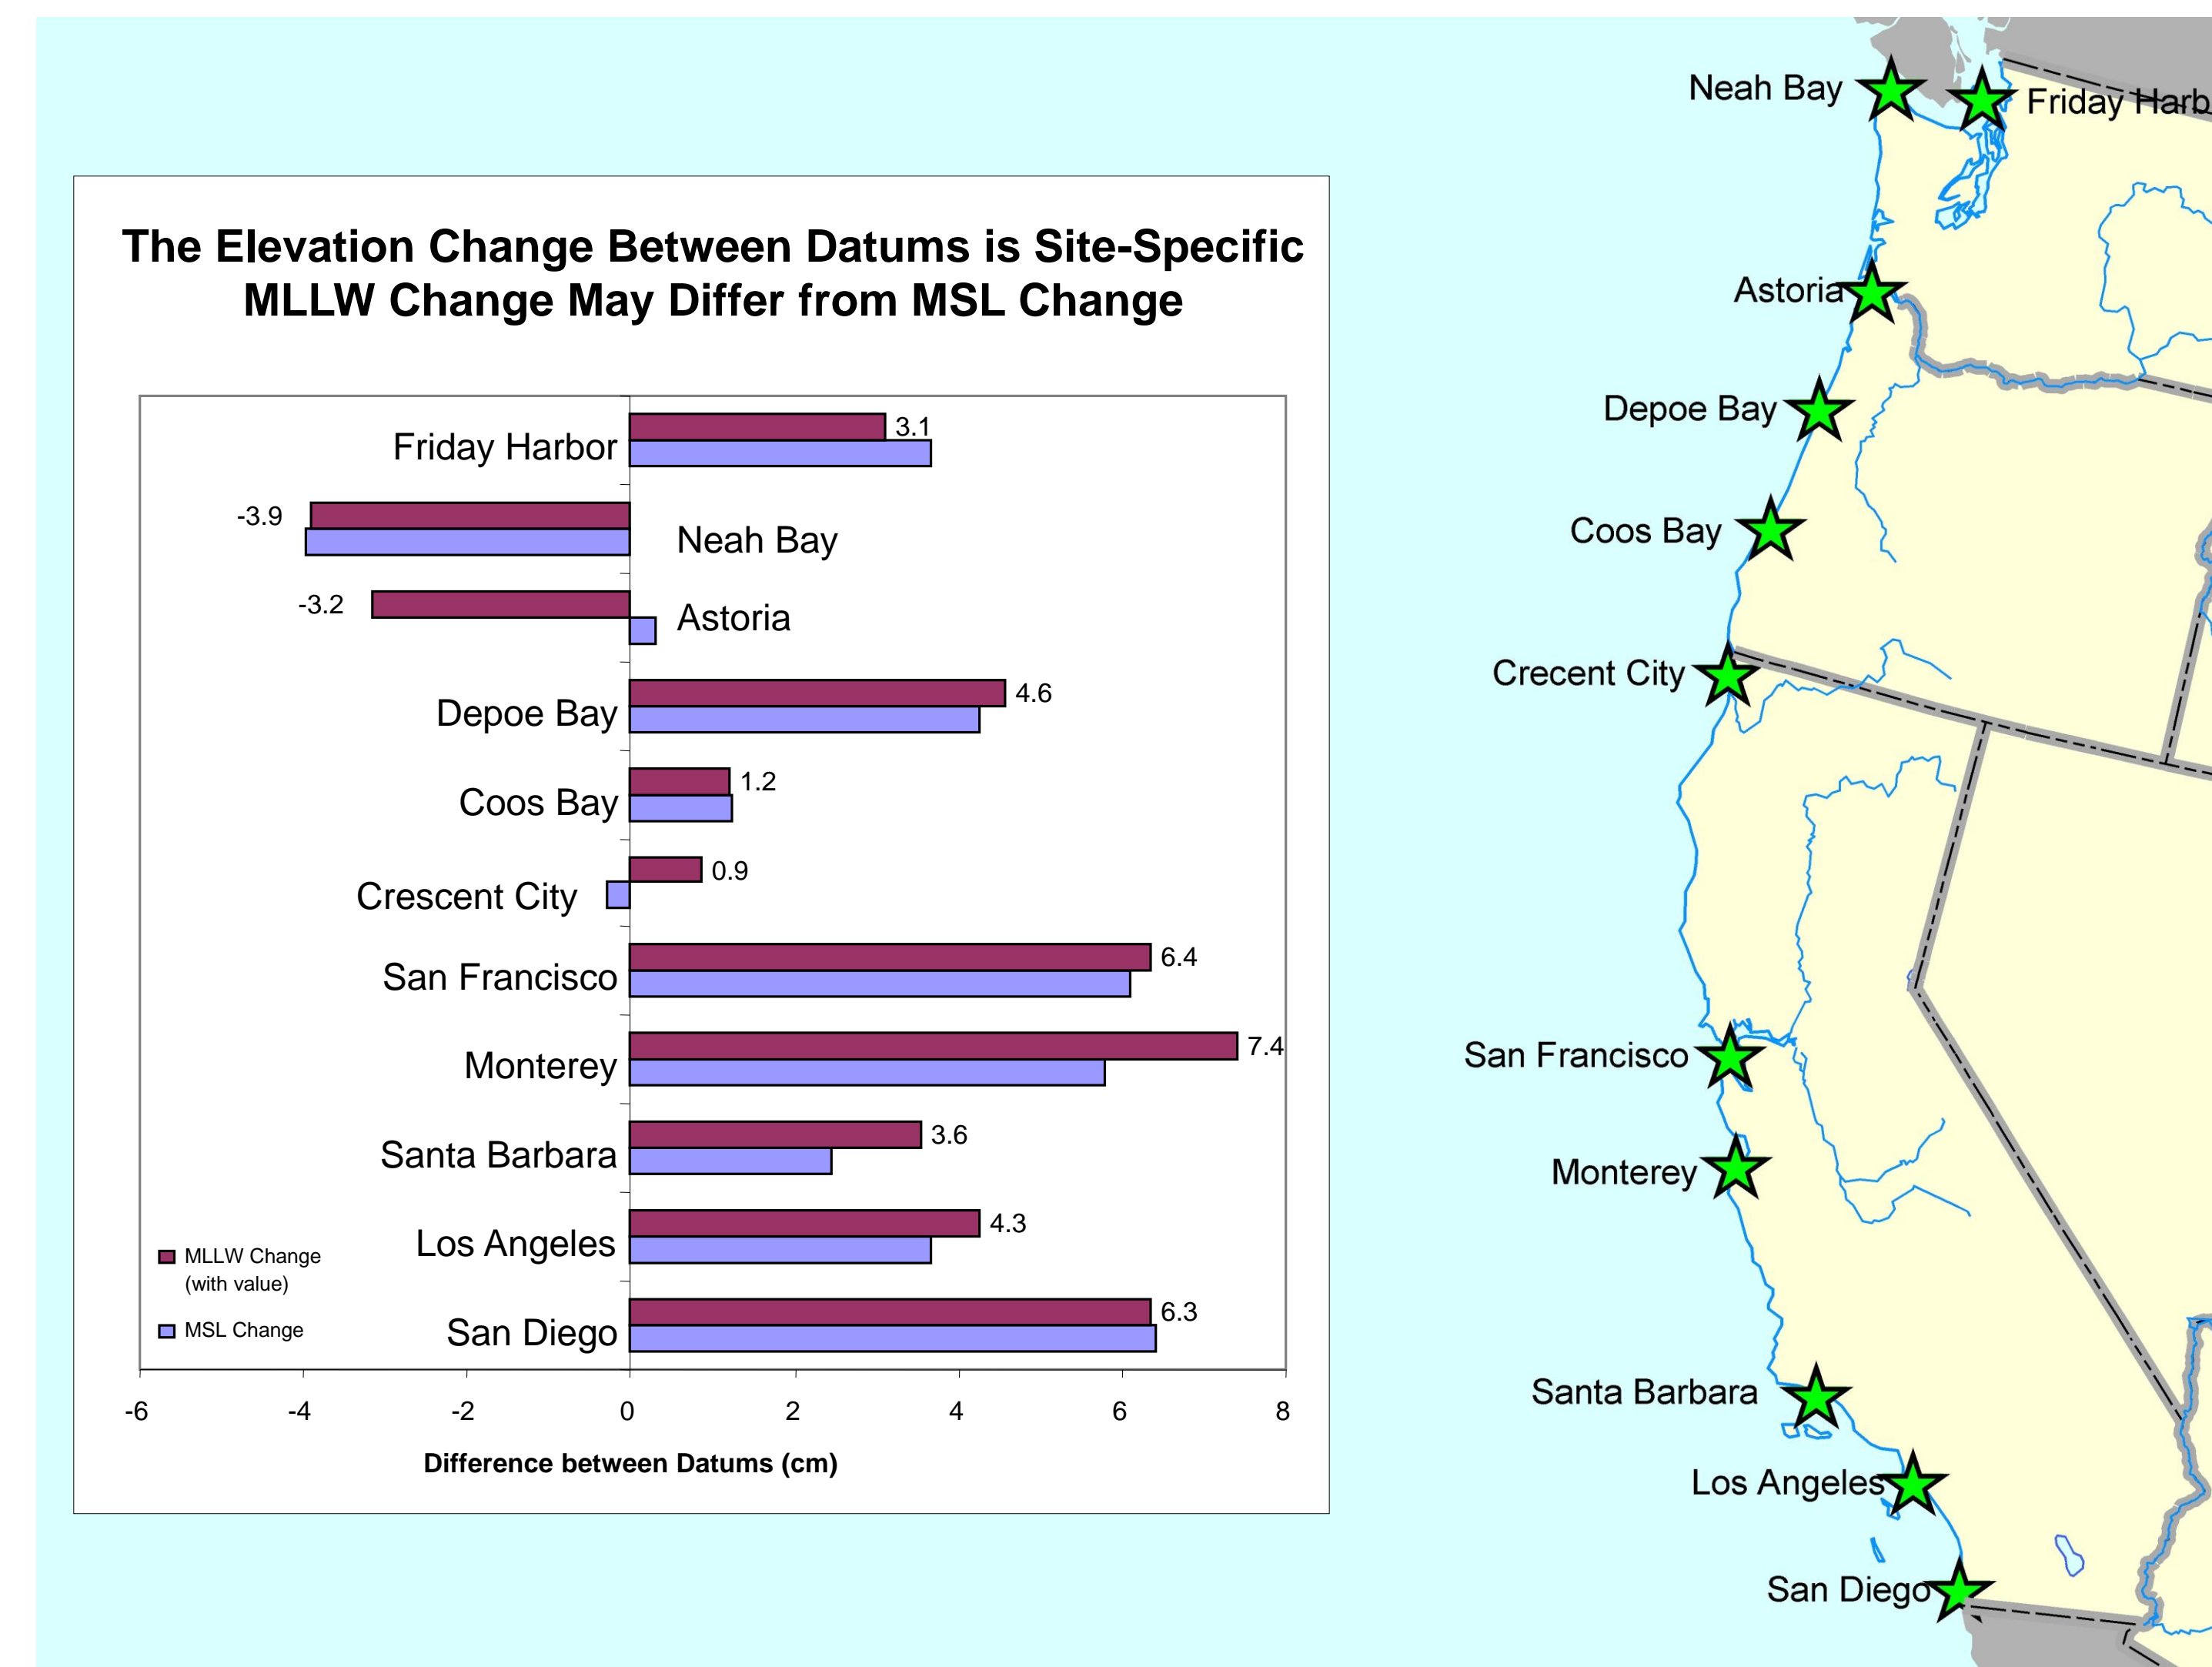 The Elevation Change Between Datums is Site-Specific
MLLW Change May Differ from MSL Change
Friday Harbor
3.1
-3.9
Neah Bay
-3.2
Astoria
Depoe Bay
4.6
Coos Bay
1.2
Crescent City
0.9
San Francisco
6.4
Monterey
7.4
Santa Barbara
3.6
Los Angeles
4.3
San Diego
6.3
MLLW Change
(with value)
MSL Change
-6 -4 -2 0 2 4 6 8
Difference between Datums (cm)
Neah Bay
Friday Harb
Astoria
Depoe Bay
Coos Bay
Crecent City
San Francisco
Monterey
Santa Barbara
Los Angeles
San Diego